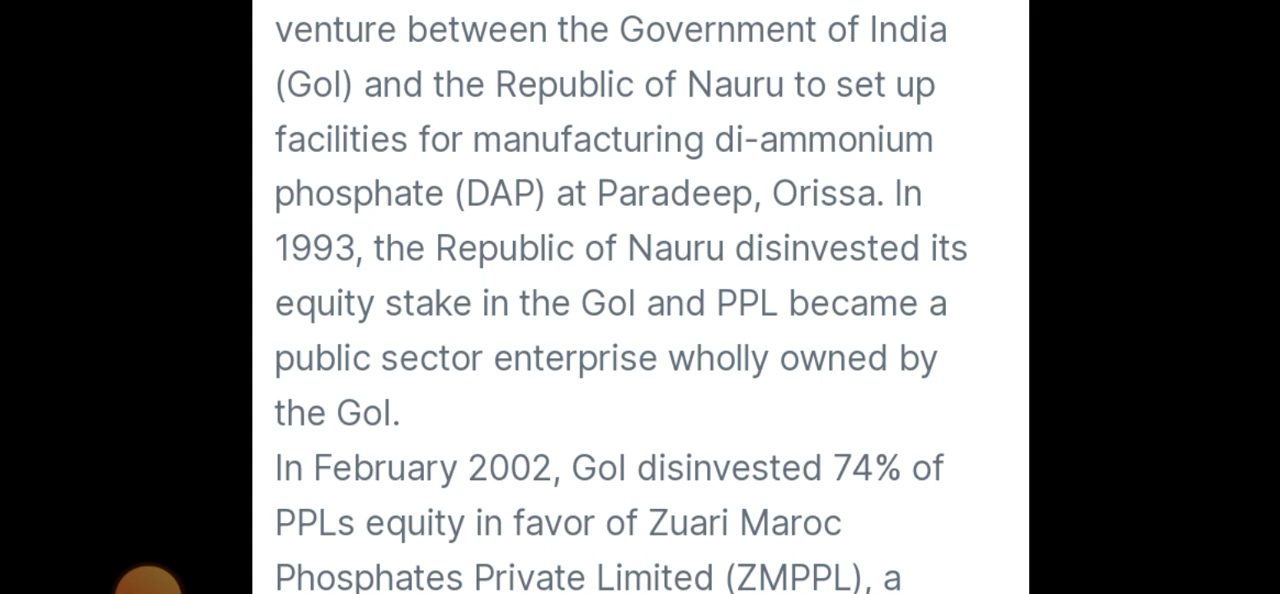 venture between the Government of India
(GoI) and the Republic of Nauru to set up
facilities for manufacturing di-ammonium
phosphate (DAP) at Paradeep, Orissa. In
1993, the Republic of Nauru disinvested its
equity stake in the GoI and PPL became a
public sector enterprise wholly owned by
the GoI.
In February 2002, GoI disinvested 74% of
PPLs equity in favor of Zuari Maroc
Phosphates Private Limited (ZMPPL), a